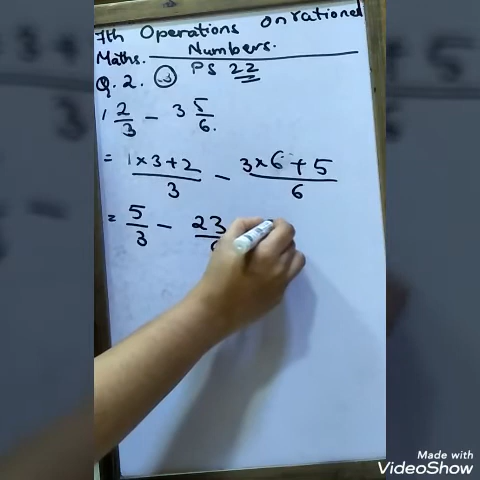 7th Operations on rational
Maths. Numbers.
Q.2. PS 22
1 2/3 - 3 5/6.
= 1×3+2/3 - 3×6+5/6
= 5/3 - 23/6
Made with
VideoShow